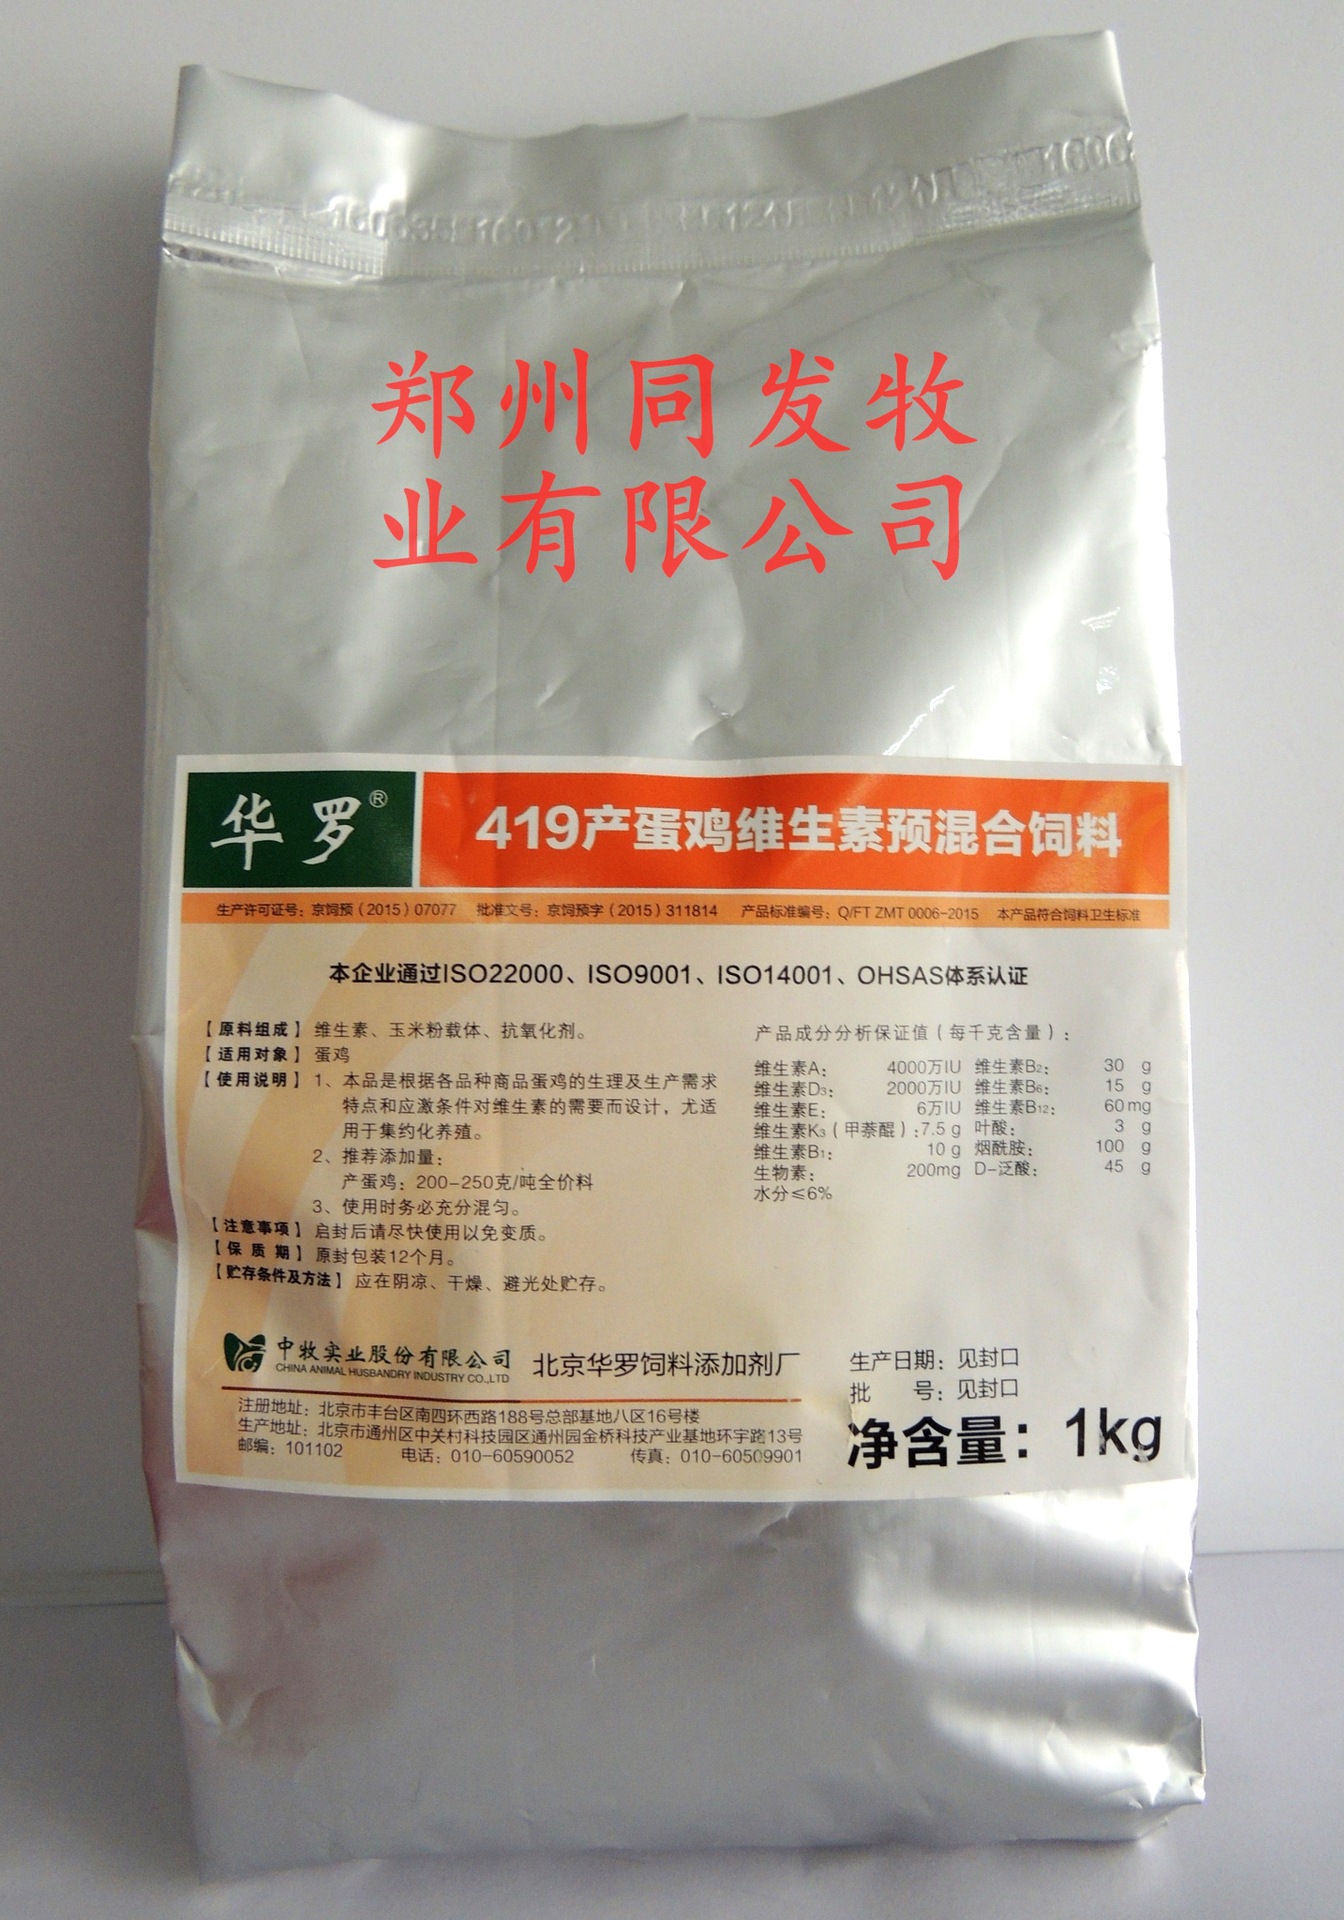 郑州同发牧
业有限公司
华罗®
419产蛋鸡维生素预混合饲料
生产许可证号：京饲预（2015）07077 批准文号：京饲预字（2015）311814 产品标准编号：Q/FT ZMT 0006-2015 本产品符合饲料卫生标准
本企业通过ISO22000、ISO9001、ISO14001、OHSAS体系认证
【原料组成】维生素、玉米粉载体、抗氧化剂。
【适用对象】蛋鸡
【使用说明】1、本品是根据各品种商品蛋鸡的生理及生产需求
特点和应激条件对维生素的需要而设计，尤适
用于集约化养殖。
2、推荐添加量：
产蛋鸡：200-250克/吨全价料
3、使用时务必充分混匀。
【注意事项】启封后请尽快使用以免变质。
【保质期】原封包装12个月。
【贮存条件及方法】应在阴凉、干燥、避光处贮存。
产品成分分析保证值（每千克含量）：
维生素A： 4000万IU 维生素B₂： 30 g
维生素D₃： 2000万IU 维生素B₆： 15 g
维生素E： 6万IU 维生素B₁₂： 60mg
维生素K₃（甲萘醌）：7.5 g 叶酸： 3 g
维生素B₁： 10 g 烟酰胺： 100 g
生物素： 200mg D-泛酸： 45 g
水分≤6%
中牧实业股份有限公司 北京华罗饲料添加剂厂
CHINA ANIMAL HUSBANDRY INDUSTRY CO.,LTD
注册地址：北京市丰台区南四环西路188号总部基地八区16号楼
生产地址：北京市通州区中关村科技园区通州园金桥科技产业基地环宇路13号
邮编：101102 电话：010-60590052 传真：010-60509901
生产日期：见封口
批 号：见封口
净含量：1kg